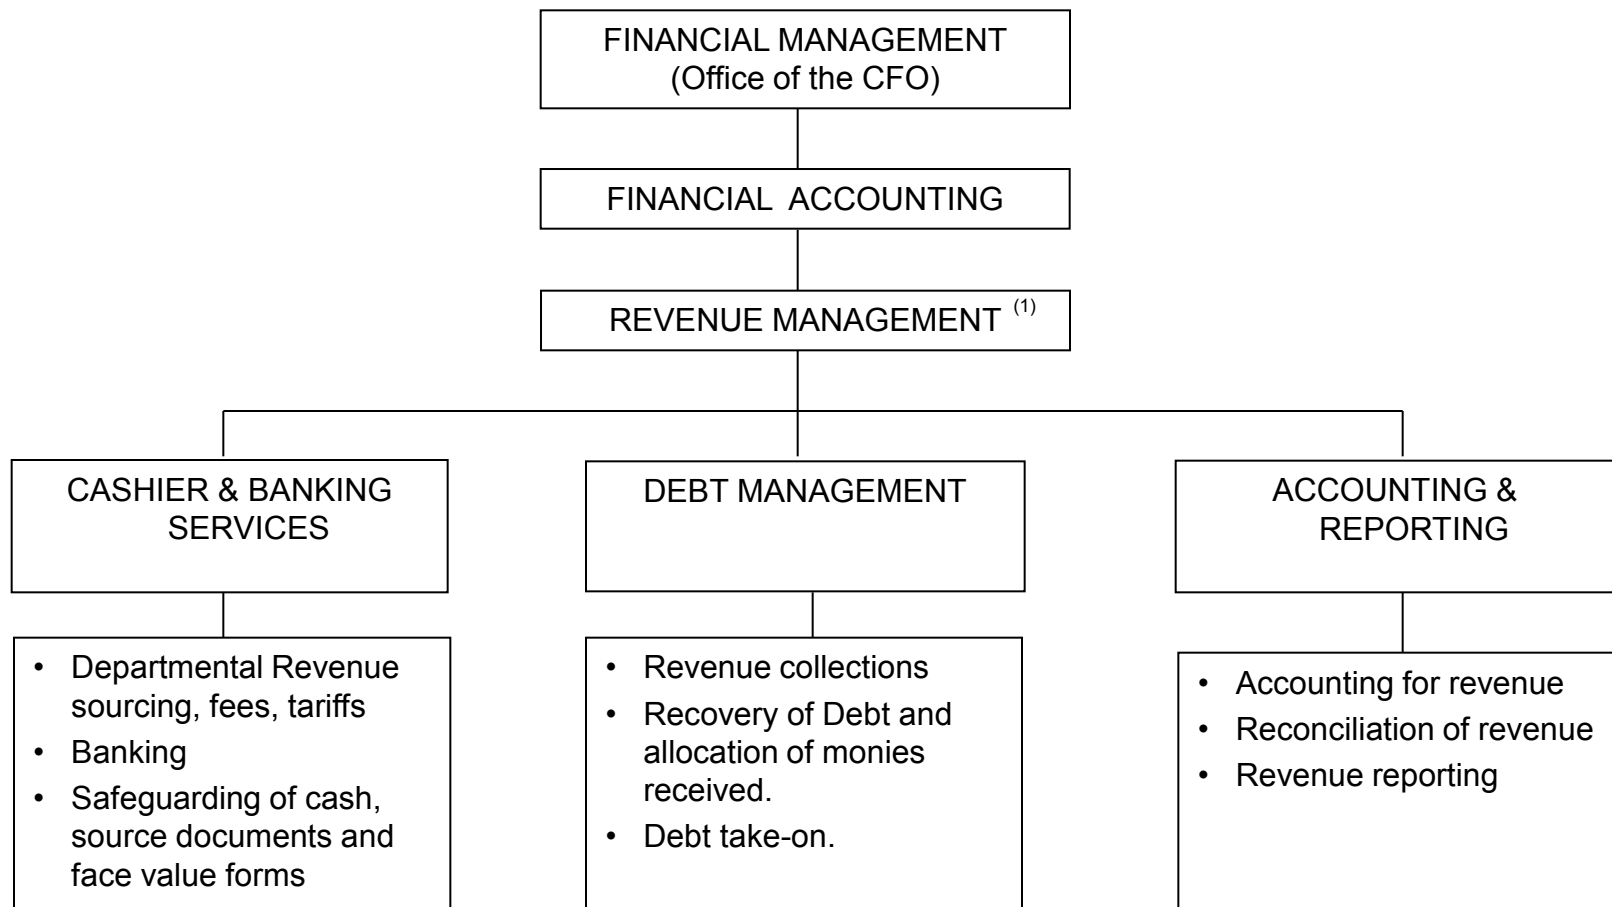 FINANCIAL MANAGEMENT
(Office of the CFO)
FINANCIAL ACCOUNTING
REVENUE MANAGEMENT (1)
CASHIER & BANKING
SERVICES
DEBT MANAGEMENT
ACCOUNTING &
REPORTING
• Departmental Revenue
sourcing, fees, tariffs
• Banking
• Safeguarding of cash,
source documents and
face value forms
• Revenue collections
• Recovery of Debt and
allocation of monies
received.
• Debt take-on.
• Accounting for revenue
• Reconciliation of revenue
• Revenue reporting